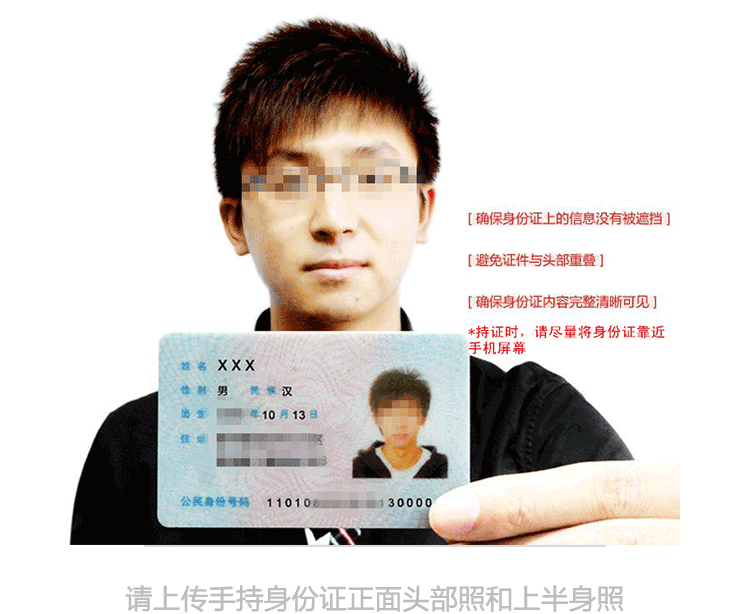 [ 确保身份证上的信息没有被遮挡 ]
[ 避免证件与头部重叠 ]
[ 确保身份证内容完整清晰可见 ]
*持证时，请尽量将身份证靠近
手机屏幕
姓名 XXX
性别 男 民族 汉
出生 年 10 月 13 日
住址 区
公民身份号码 11010 30000
请上传手持身份证正面头部照和上半身照